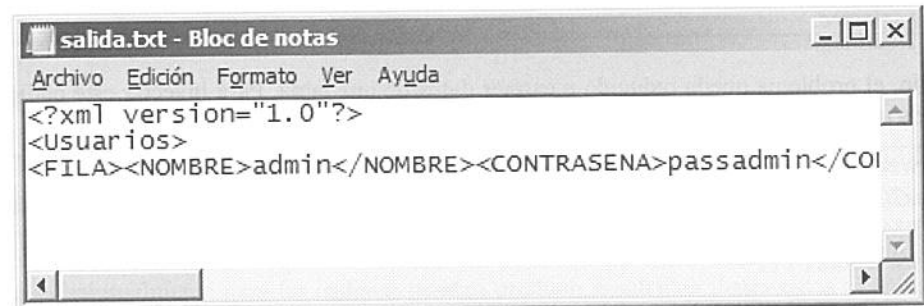 salida.txt - Bloc de notas
Archivo Edición Formato Ver Ayuda
<?xml version="1.0"?>
<Usuarios>
<FILA><NOMBRE>admin</NOMBRE><CONTRASENA>passadmin</CO